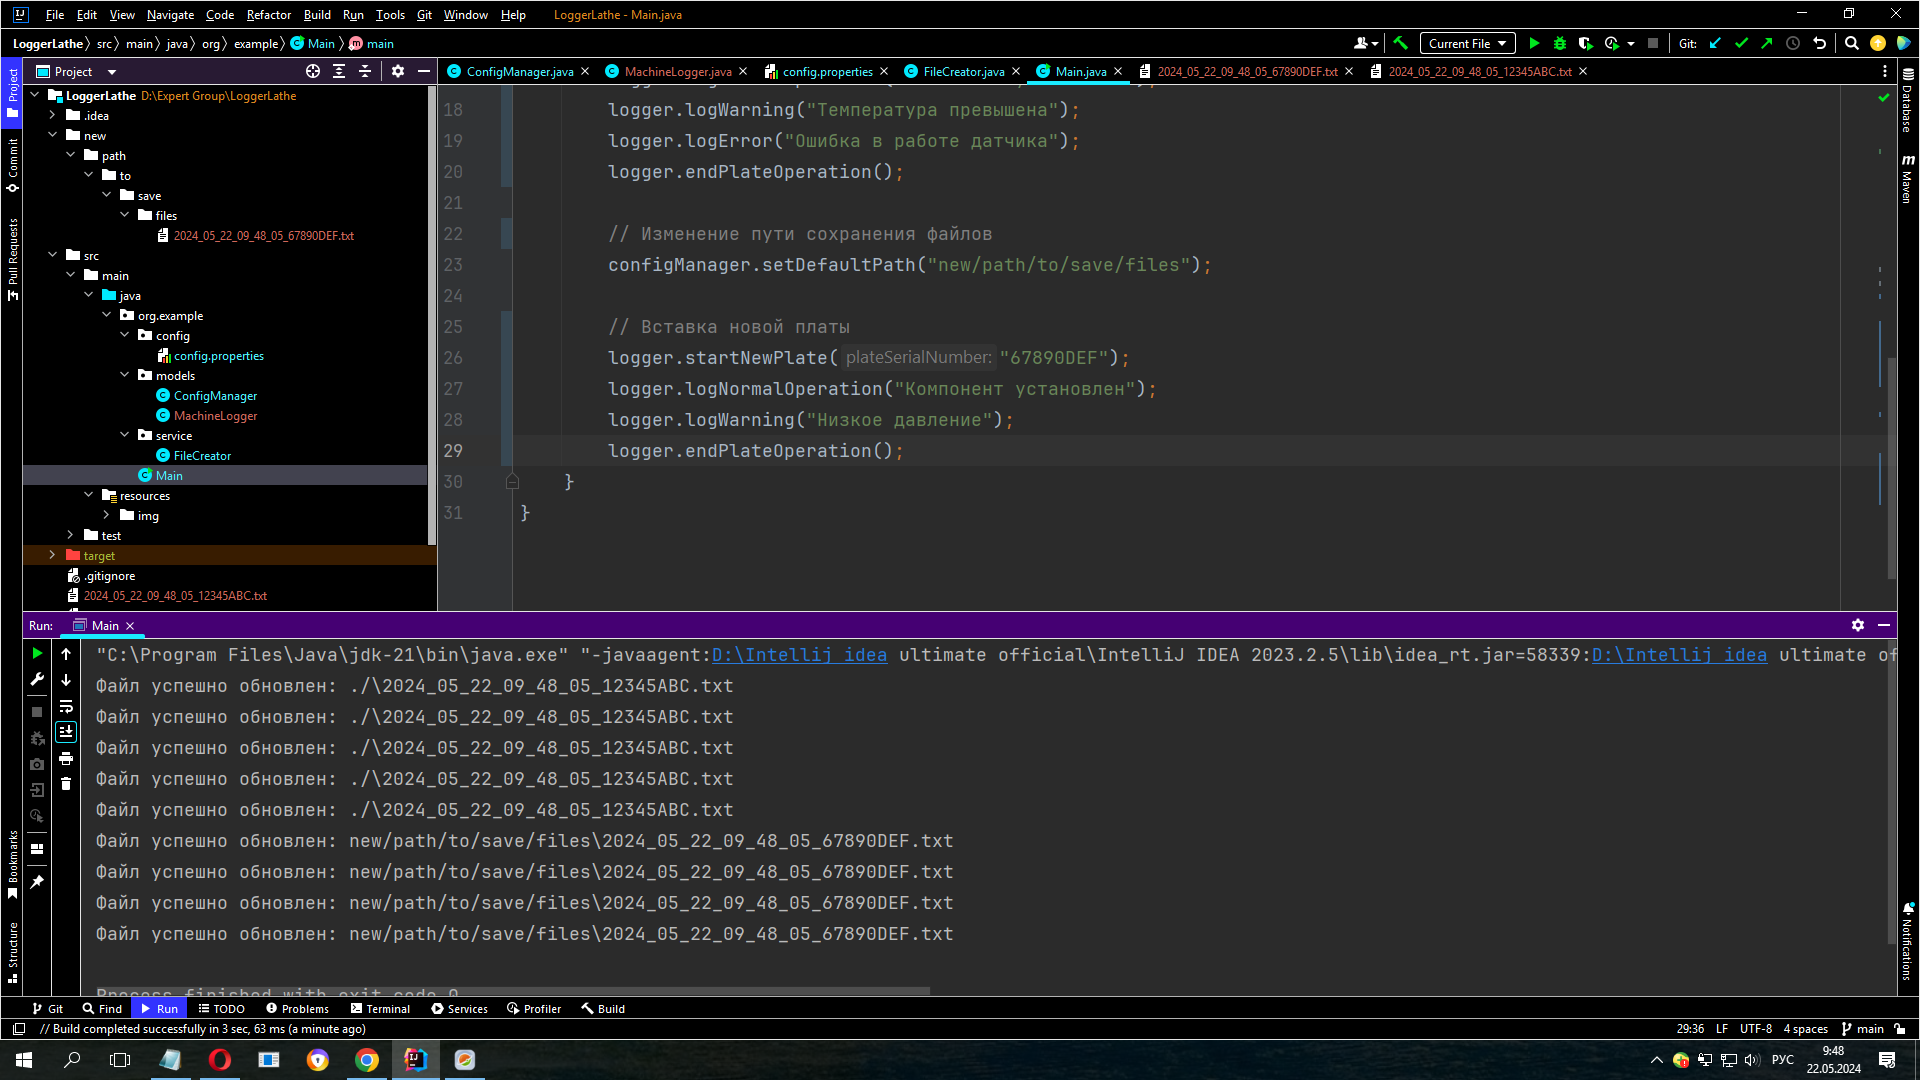 File Edit View Navigate Code Refactor Build Run Tools Git Window Help LoggerLathe - Main.java
LoggerLathe src main java org example Main main
Current File Git:
Project
ConfigManager.java MachineLogger.java config.properties FileCreator.java Main.java 2024_05_22_09_48_05_67890DEF.txt 2024_05_22_09_48_05_12345ABC.txt
Project
Commit
Pull Requests
Bookmarks
Structure
LoggerLathe D:\Expert Group\LoggerLathe
.idea
new
path
to
save
files
2024_05_22_09_48_05_67890DEF.txt
src
main
java
org.example
config
config.properties
models
ConfigManager
MachineLogger
service
FileCreator
Main
resources
img
test
target
.gitignore
2024_05_22_09_48_05_12345ABC.txt
18 logger.logWarning("Температура превышена");
19 logger.logError("Ошибка в работе датчика");
20 logger.endPlateOperation();
21
22 // Изменение пути сохранения файлов
23 configManager.setDefaultPath("new/path/to/save/files");
24
25 // Вставка новой платы
26 logger.startNewPlate( plateSerialNumber: "67890DEF");
27 logger.logNormalOperation("Компонент установлен");
28 logger.logWarning("Низкое давление");
29 logger.endPlateOperation();
30 }
31 }
Database
Maven
Notifications
Run: Main
"C:\Program Files\Java\jdk-21\bin\java.exe" "-javaagent:D:\Intellij idea ultimate official\IntelliJ IDEA 2023.2.5\lib\idea_rt.jar=58339:D:\Intellij idea ultimate of
Файл успешно обновлен: ./\2024_05_22_09_48_05_12345ABC.txt
Файл успешно обновлен: ./\2024_05_22_09_48_05_12345ABC.txt
Файл успешно обновлен: ./\2024_05_22_09_48_05_12345ABC.txt
Файл успешно обновлен: ./\2024_05_22_09_48_05_12345ABC.txt
Файл успешно обновлен: ./\2024_05_22_09_48_05_12345ABC.txt
Файл успешно обновлен: new/path/to/save/files\2024_05_22_09_48_05_67890DEF.txt
Файл успешно обновлен: new/path/to/save/files\2024_05_22_09_48_05_67890DEF.txt
Файл успешно обновлен: new/path/to/save/files\2024_05_22_09_48_05_67890DEF.txt
Файл успешно обновлен: new/path/to/save/files\2024_05_22_09_48_05_67890DEF.txt
Process finished with exit code 0
Git Find Run TODO Problems Terminal Services Profiler Build
// Build completed successfully in 3 sec, 63 ms (a minute ago) 29:36 LF UTF-8 4 spaces main
РУС 9:48
22.05.2024